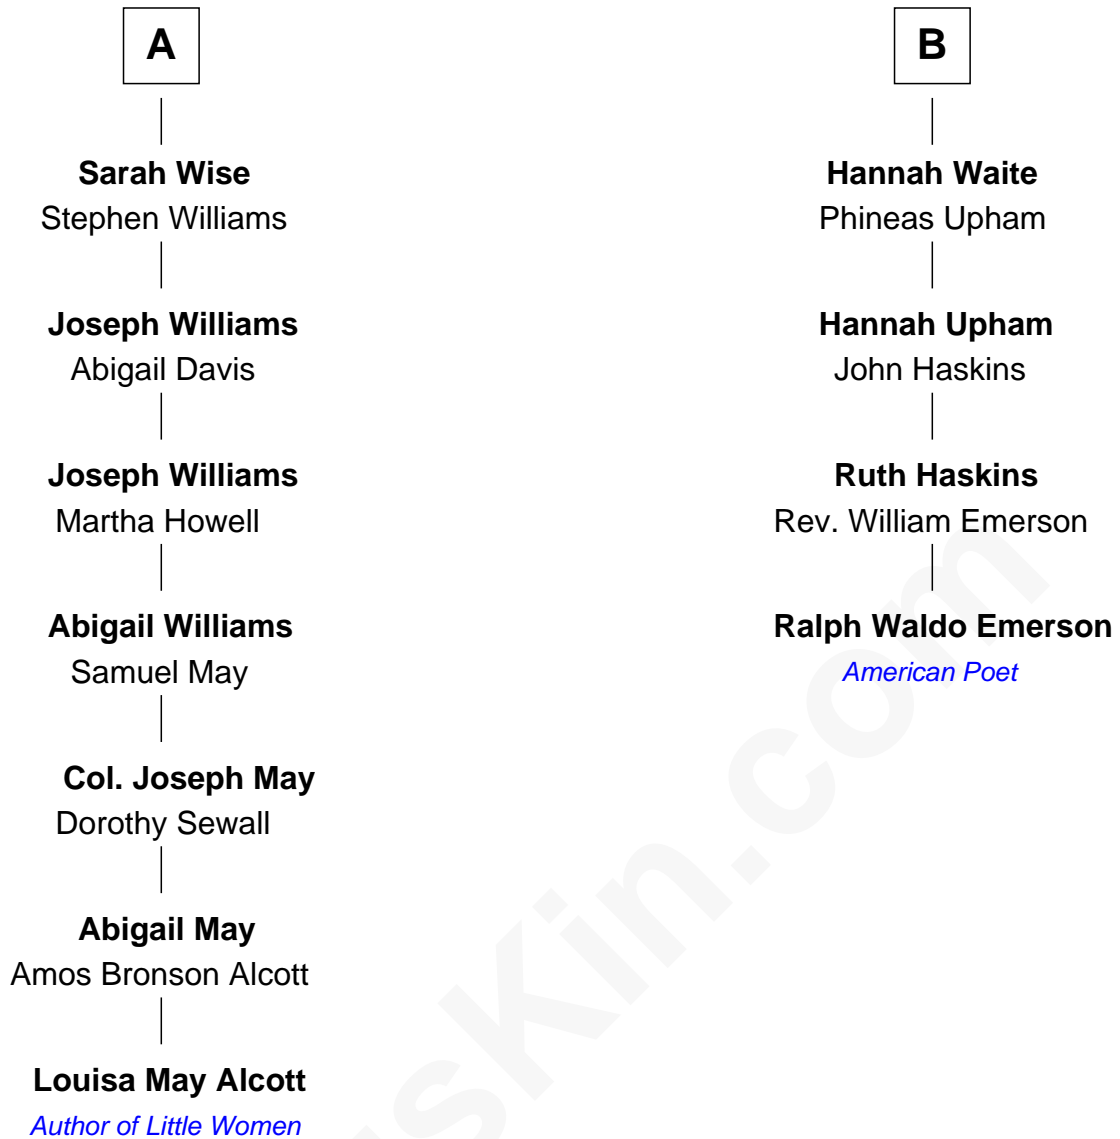 A
Sarah Wise
Stephen Williams
Joseph Williams
Abigail Davis
Joseph Williams
Martha Howell
Abigail Williams
Samuel May
Col. Joseph May
Dorothy Sewall
Abigail May
Amos Bronson Alcott
Louisa May Alcott
Author of Little Women
B
Hannah Waite
Phineas Upham
Hannah Upham
John Haskins
Ruth Haskins
Rev. William Emerson
Ralph Waldo Emerson
American Poet
usKin.com